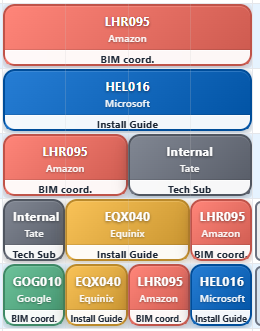 LHR095
Amazon
BIM coord.
HEL016
Microsoft
Install Guide
LHR095
Amazon
BIM coord.
Internal
Tate
Tech Sub
Internal
Tate
Tech Sub
EQX040
Equinix
Install Guide
LHR095
Amazon
BIM coord.
GOG010
Google
BIM coord.
EQX040
Equinix
Install Guide
LHR095
Amazon
BIM coord.
HEL016
Microsoft
Install Guide